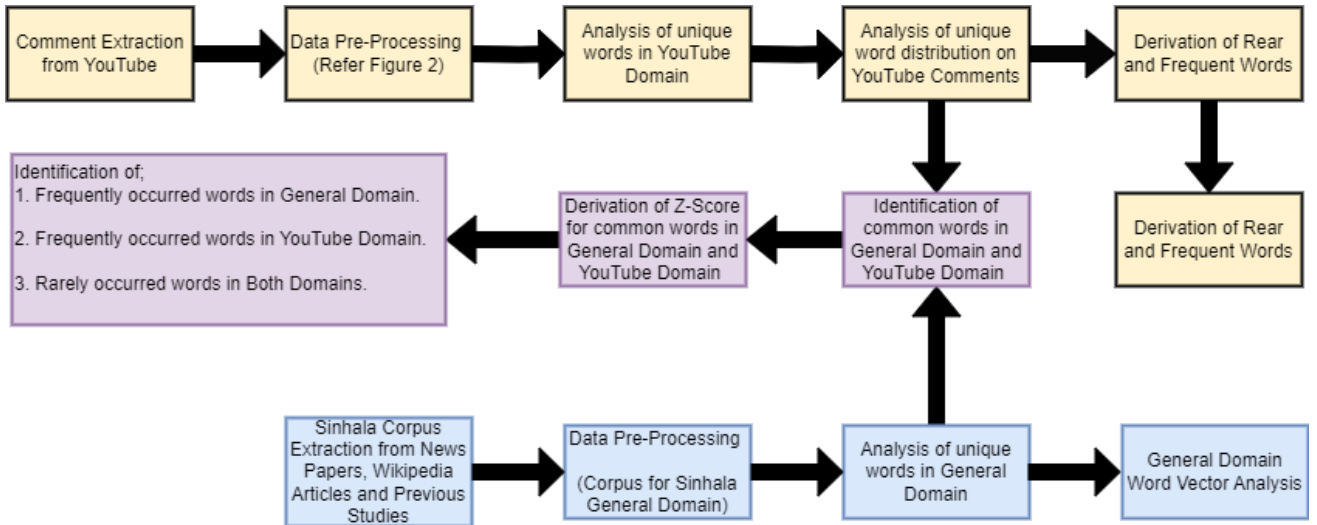 Comment Extraction
from YouTube
Data Pre-Processing
(Refer Figure 2)
Analysis of unique
words in YouTube
Domain
Analysis of unique
word distribution on
YouTube Comments
Derivation of Rear
and Frequent Words
Identification of;
1. Frequently occurred words in General Domain.
2. Frequently occurred words in YouTube Domain.
3. Rarely occurred words in Both Domains.
Derivation of Z-Score
for common words in
General Domain and
YouTube Domain
Identification of
common words in
General Domain and
YouTube Domain
Derivation of Rear
and Frequent Words
Sinhala Corpus
Extraction from News
Papers, Wikipedia
Articles and Previous
Studies
Data Pre-Processing
(Corpus for Sinhala
General Domain)
Analysis of unique
words in General
Domain
General Domain
Word Vector Analysis